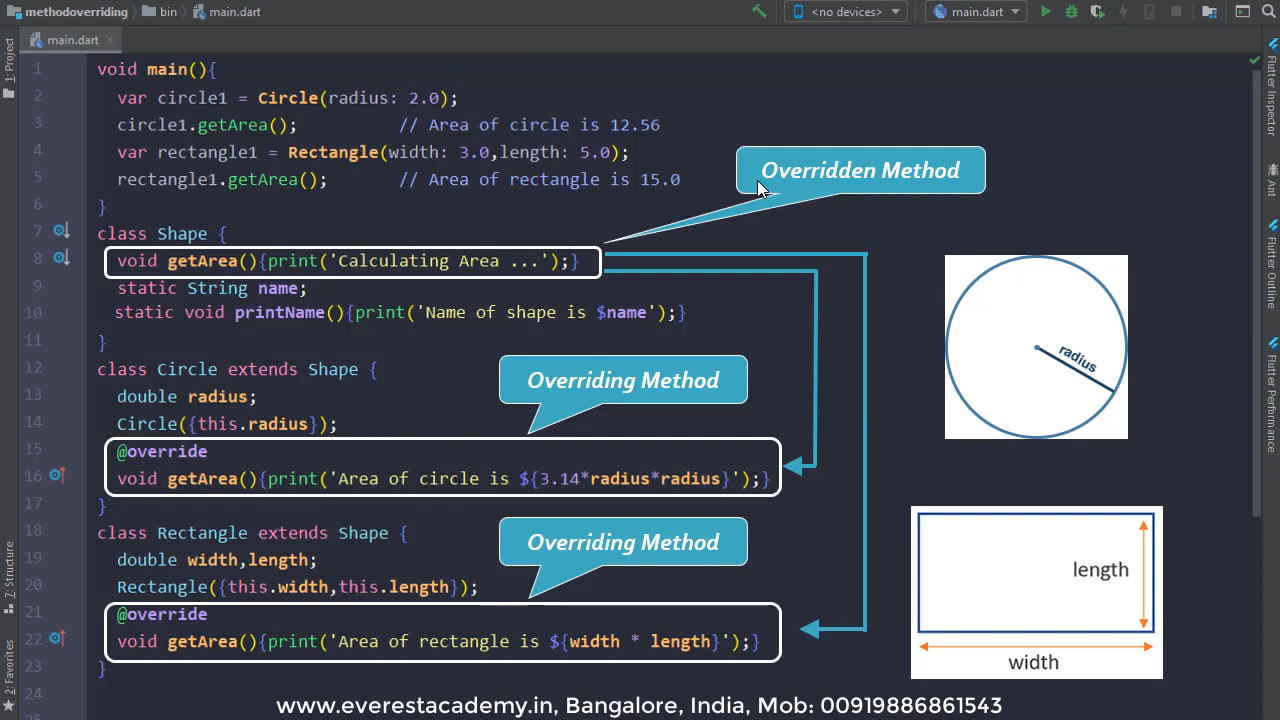 methodoverriding
bin
main.dart
<no devices>
main.dart
main.dart
1: Project
Flutter Inspector
Ant
Flutter Outline
Flutter Performance
7: Structure
2: Favorites
1 void main(){
2 var circle1 = Circle(radius: 2.0);
3 circle1.getArea(); // Area of circle is 12.56
4 var rectangle1 = Rectangle(width: 3.0,length: 5.0);
5 rectangle1.getArea(); // Area of rectangle is 15.0
6 }
Overridden Method
7 class Shape {
8 void getArea(){print('Calculating Area ...');}
9 static String name;
10 static void printName(){print('Name of shape is $name');}
11 }
12 class Circle extends Shape {
13 double radius;
Overriding Method
14 Circle({this.radius});
15 @override
16 void getArea(){print('Area of circle is ${3.14*radius*radius}');}
17 }
18 class Rectangle extends Shape {
19 double width,length;
Overriding Method
20 Rectangle({this.width,this.length});
21 @override
22 void getArea(){print('Area of rectangle is ${width * length}');}
23 }
24
radius
length
width
www.everestacademy.in, Bangalore, India, Mob: 00919886861543